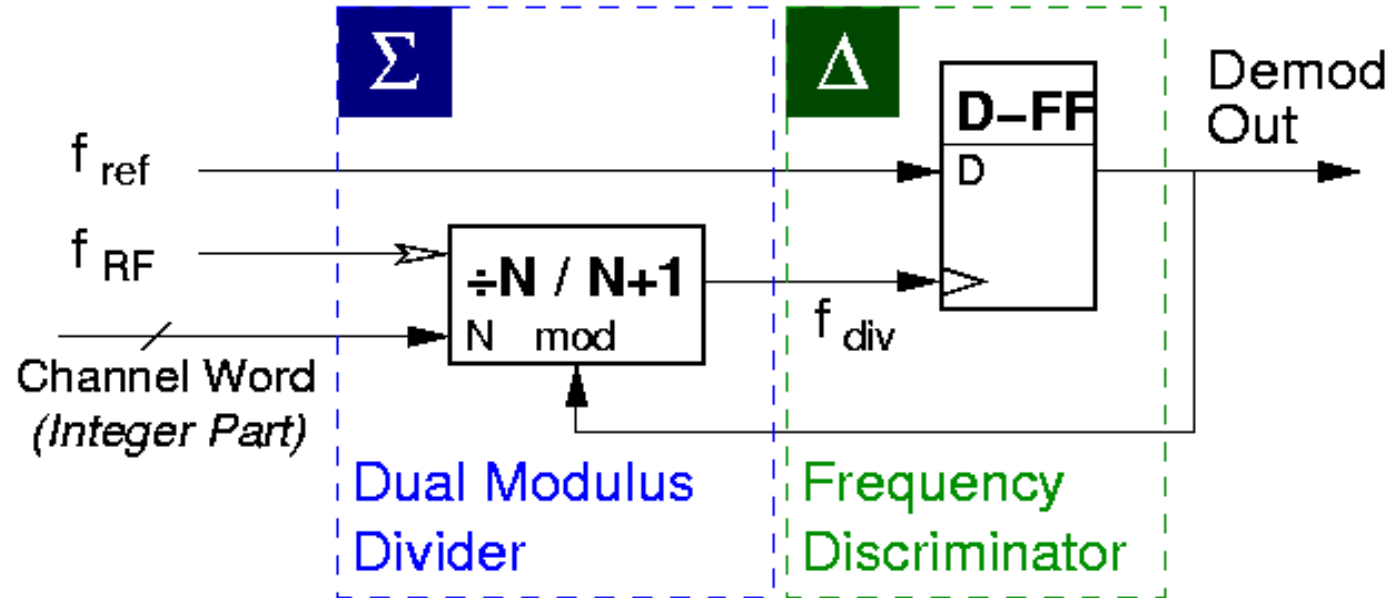 Σ
Δ
D-FF
Demod
Out
f ref
D
f RF
÷N / N+1
N mod
f div
Channel Word
(Integer Part)
Dual Modulus
Divider
Frequency
Discriminator